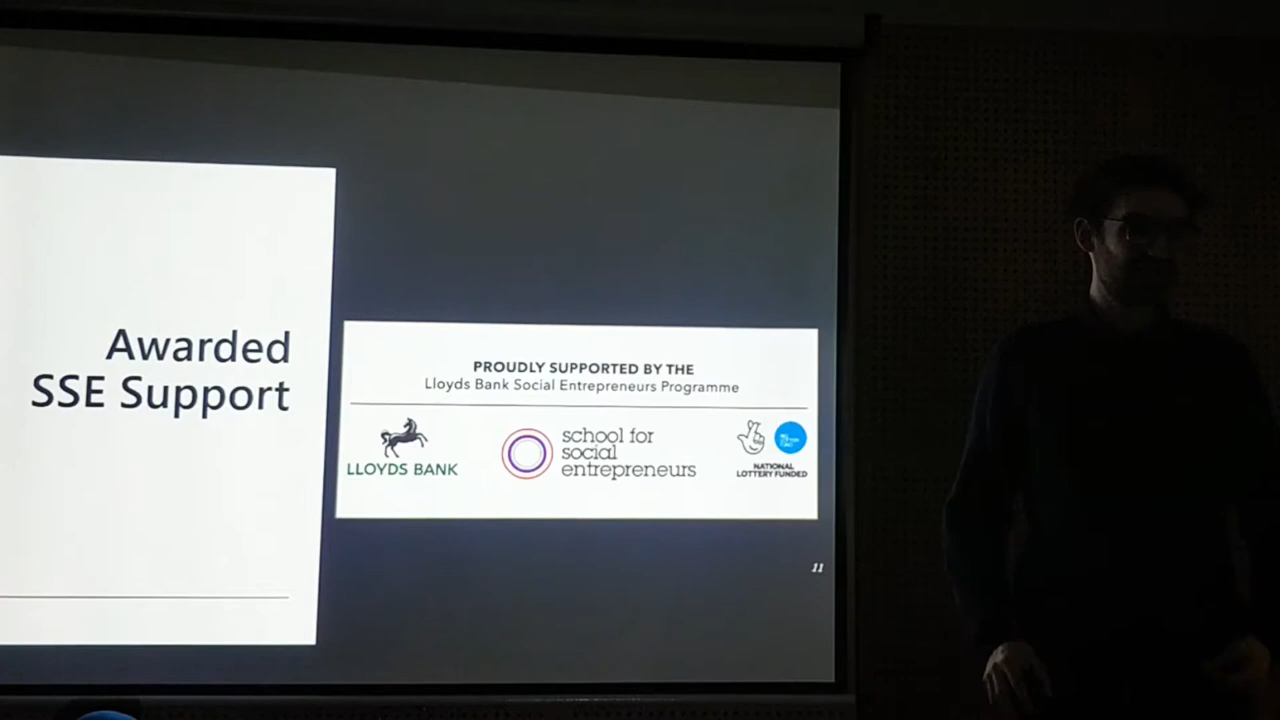 Awarded
SSE Support
PROUDLY SUPPORTED BY THE
Lloyds Bank Social Entrepreneurs Programme
LLOYDS BANK
school for
social
entrepreneurs
NATIONAL
LOTTERY FUNDED
11